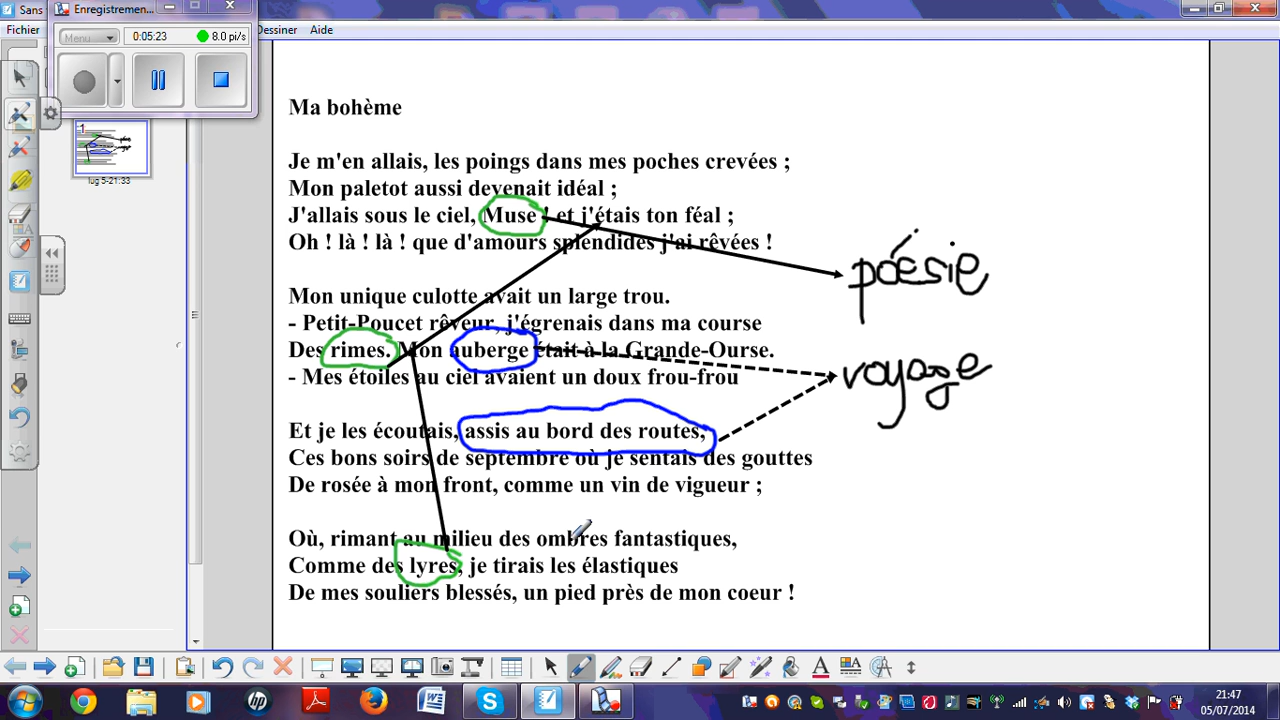 Sans
Enregistremen...
Fichier
Dessiner
Aide
Menu
0:05:23
8.0 pi/s
1
lug 5-21:33
Ma bohème
Je m'en allais, les poings dans mes poches crevées ;
Mon paletot aussi devenait idéal ;
J'allais sous le ciel, Muse ! et j'étais ton féal ;
Oh ! là ! là ! que d'amours splendides j'ai rêvées !
poésie
Mon unique culotte avait un large trou.
- Petit-Poucet rêveur, j'égrenais dans ma course
Des rimes. Mon auberge était à la Grande-Ourse.
- Mes étoiles au ciel avaient un doux frou-frou
voyage
Et je les écoutais, assis au bord des routes,
Ces bons soirs de septembre où je sentais des gouttes
De rosée à mon front, comme un vin de vigueur ;
Où, rimant au milieu des ombres fantastiques,
Comme des lyres, je tirais les élastiques
De mes souliers blessés, un pied près de mon coeur !
21:47
05/07/2014